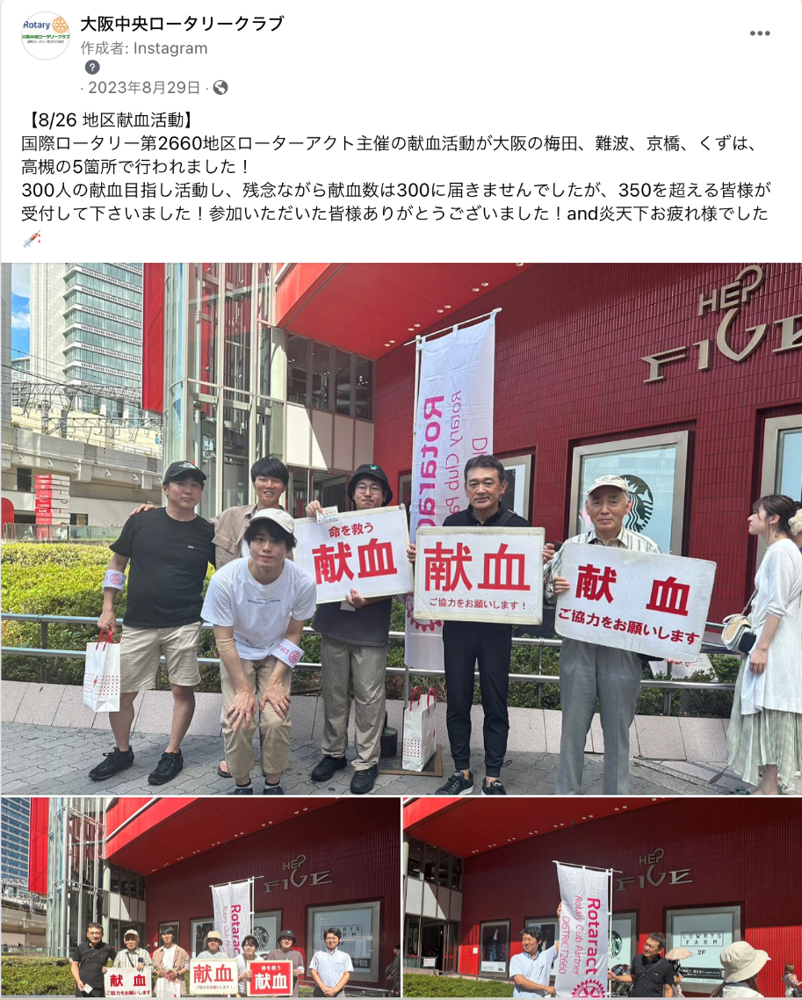 Rotary
大阪中央ロータリークラブ
大阪中央ロータリークラブ
作成者: Instagram
· 2023年8月29日 ·
【8/26 地区献血活動】
国際ロータリー第2660地区ローターアクト主催の献血活動が大阪の梅田、難波、京橋、くずは、
高槻の5箇所で行われました！
300人の献血目指し活動し、残念ながら献血数は300に届きませんでしたが、350を超える皆様が
受付して下さいました！参加いただいた皆様ありがとうございました！and炎天下お疲れ様でした
HEP
FIVE
Rotaract
Rotary Club Pa
DI
命を救う
献血
献血
ご協力をお願いします！
献 血
ご協力をお願いします
ract
HEP
FIVE
Rotaract
Rotary Club Partner
LOWRYS
FARM
献 血
ご協力をお願いします
献血
ご協力をお願いします！
命を救う
献血
HEP
FIVE
Rotaract
Rotary Club Partner
DISTRICT2660
LOWRYS
FARM
2F